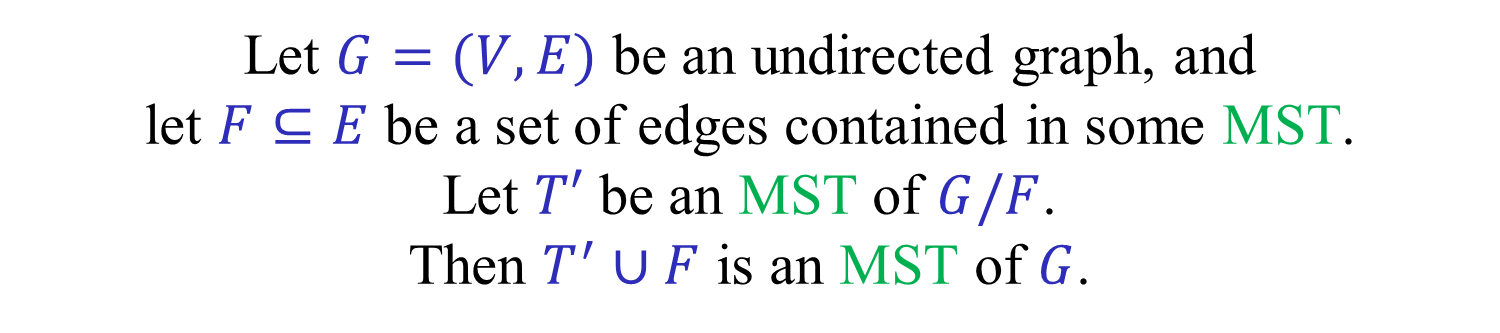 Let G = (V, E) be an undirected graph, and
let F ⊆ E be a set of edges contained in some MST.
Let T′ be an MST of G/F.
Then T′ ∪ F is an MST of G.